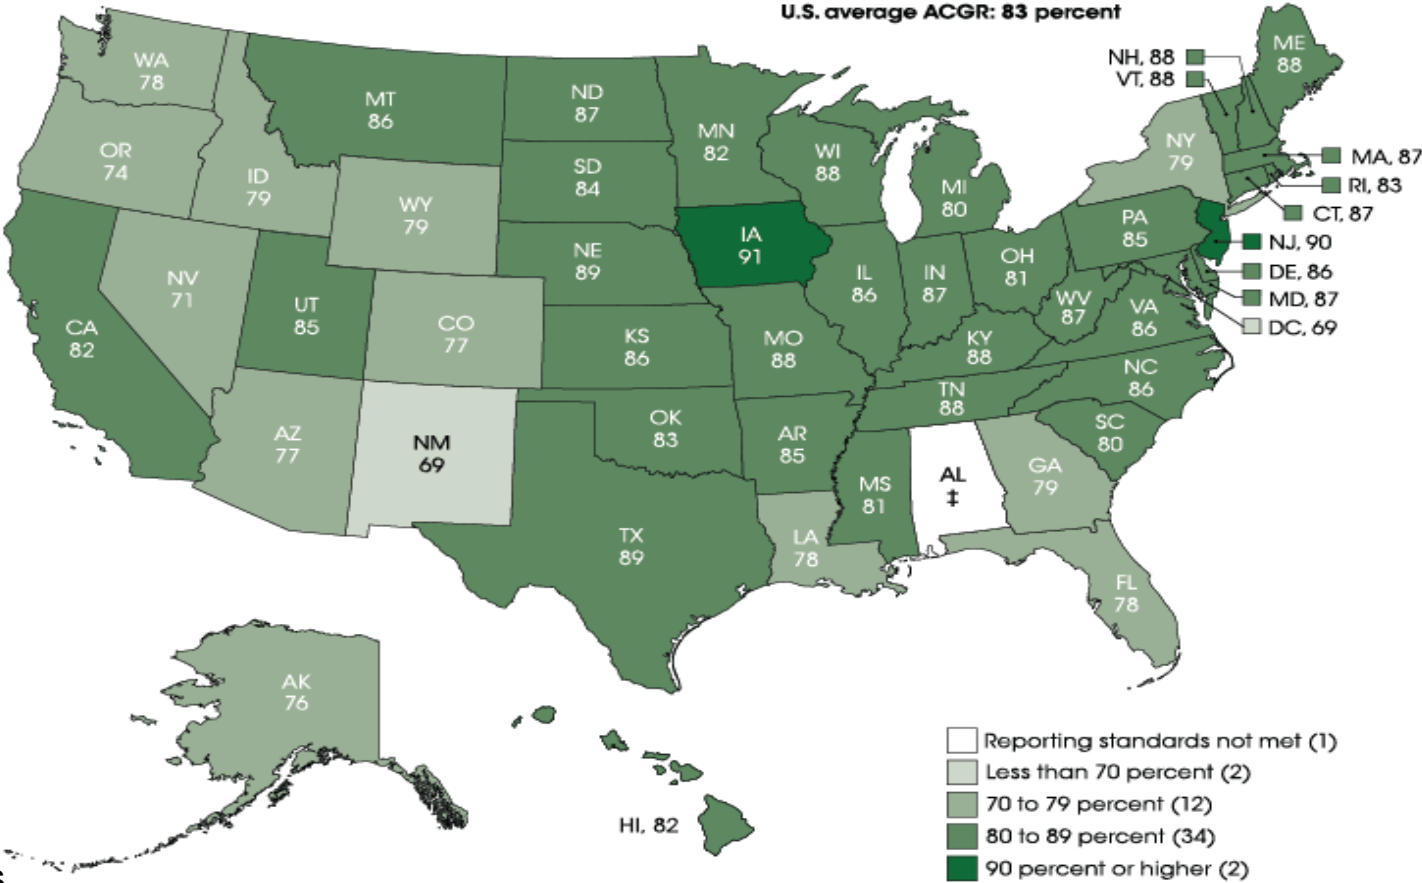 U.S. average ACGR: 83 percent
WA
78
OR
74
ID
79
MT
86
ND
87
MN
82
SD
84
WY
79
NE
89
IA
91
WI
88
MI
80
NH, 88
VT, 88
ME
88
NY
79
MA, 87
RI, 83
CT, 87
NJ, 90
DE, 86
MD, 87
DC, 69
PA
85
OH
81
IN
87
IL
86
WV
87
VA
86
KY
88
NC
86
TN
88
SC
80
CA
82
NV
71
UT
85
CO
77
KS
86
MO
88
AZ
77
NM
69
OK
83
AR
85
TX
89
LA
78
MS
81
AL
‡
GA
79
FL
78
AK
76
HI, 82
Reporting standards not met (1)
Less than 70 percent (2)
70 to 79 percent (12)
80 to 89 percent (34)
90 percent or higher (2)